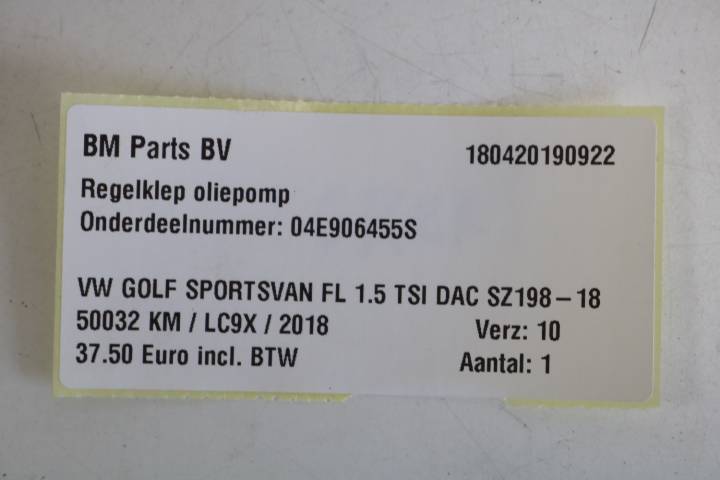 BM Parts BV 180420190922
Regelklep oliepomp
Onderdeelnummer: 04E906455S
VW GOLF SPORTSVAN FL 1.5 TSI DAC SZ198-18
50032 KM / LC9X / 2018 Verz: 10
37.50 Euro incl. BTW Aantal: 1